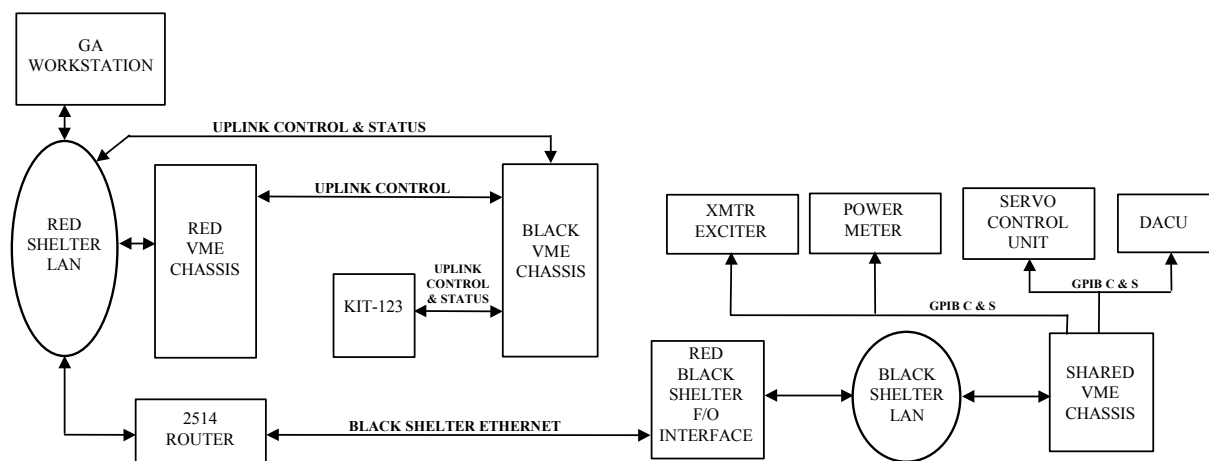 GA
WORKSTATION
UPLINK CONTROL & STATUS
RED
SHELTER
LAN
RED
VME
CHASSIS
UPLINK CONTROL
BLACK
VME
CHASSIS
KIT-123
UPLINK
CONTROL
& STATUS
XMTR
EXCITER
POWER
METER
SERVO
CONTROL
UNIT
DACU
GPIB C & S
GPIB C & S
2514
ROUTER
BLACK SHELTER ETHERNET
RED
BLACK
SHELTER
F/O
INTERFACE
BLACK
SHELTER
LAN
SHARED
VME
CHASSIS